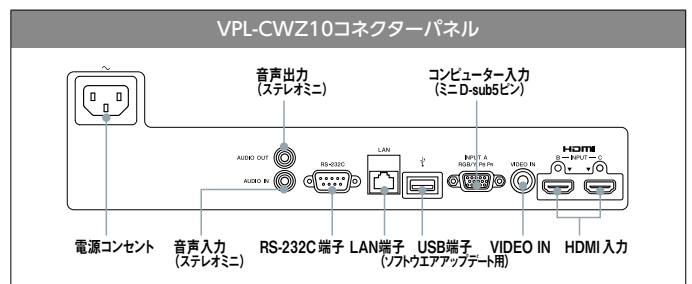 VPL-CWZ10コネクターパネル
音声出力
(ステレオミニ)
コンピューター入力
(ミニ D-sub5ピン)
AUDIO OUT
AUDIO IN
RS-232C
LAN
INPUT A
RGB/Y PB PR
VIDEO IN
HDMI
B — INPUT — C
電源コンセント
音声入力
(ステレオミニ)
RS-232C 端子
LAN端子
USB端子
(ソフトウエアアップデート用)
VIDEO IN
HDMI 入力